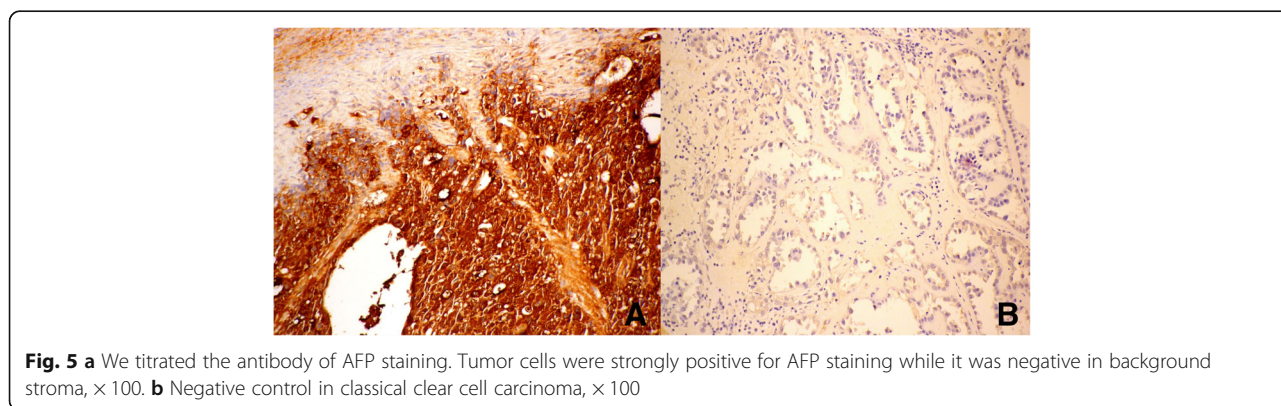 A
B
Fig. 5 a We titrated the antibody of AFP staining. Tumor cells were strongly positive for AFP staining while it was negative in background
stroma, × 100. b Negative control in classical clear cell carcinoma, × 100